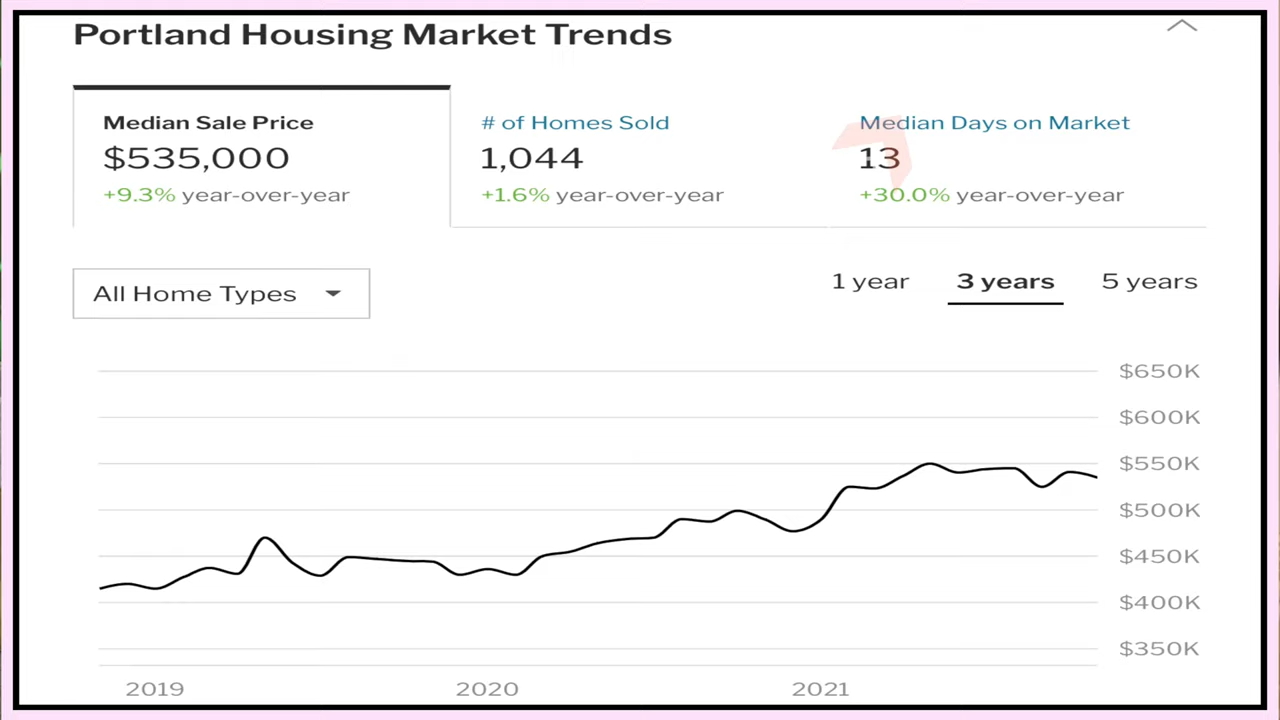 Portland Housing Market Trends
Median Sale Price
$535,000
+9.3% year-over-year
# of Homes Sold
1,044
+1.6% year-over-year
Median Days on Market
13
+30.0% year-over-year
All Home Types
1 year 3 years 5 years
$650K
$600K
$550K
$500K
$450K
$400K
$350K
2019 2020 2021